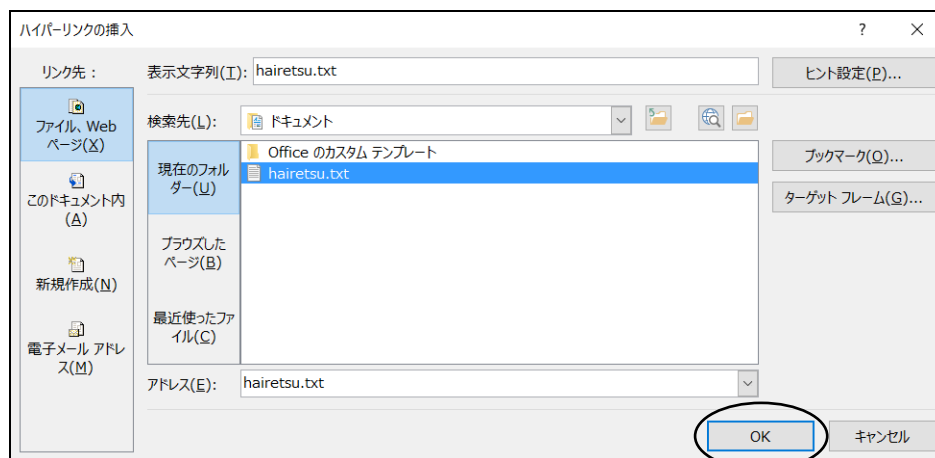 ハイパーリンクの挿入 ? ×
リンク先：
表示文字列(T): hairetsu.txt
ヒント設定(P)...
ファイル、Web
ページ(X)
このドキュメント内
(A)
新規作成(N)
電子メール アドレ
ス(M)
検索先(L): ドキュメント
現在のフォル
ダー(U)
ブラウズした
ページ(B)
最近使ったファ
イル(C)
Office のカスタム テンプレート
hairetsu.txt
ブックマーク(O)...
ターゲット フレーム(G)...
アドレス(E): hairetsu.txt
OK
キャンセル